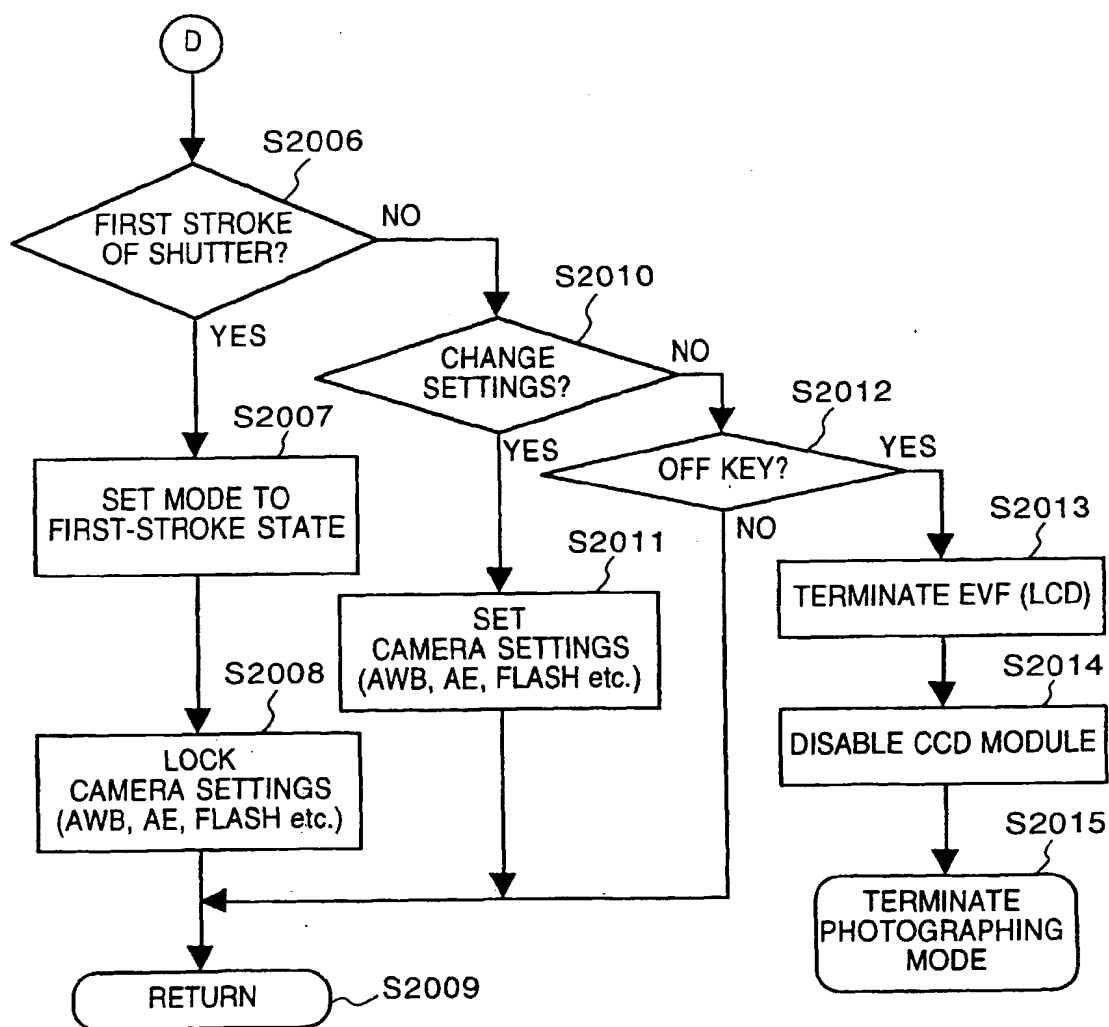 D
S2006
FIRST STROKE
OF SHUTTER?
NO
YES
S2010
CHANGE
SETTINGS?
NO
YES
S2012
OFF KEY?
YES
NO
S2007
SET MODE TO
FIRST-STROKE STATE
S2011
SET
CAMERA SETTINGS
(AWB, AE, FLASH etc.)
S2013
TERMINATE EVF (LCD)
S2008
LOCK
CAMERA SETTINGS
(AWB, AE, FLASH etc.)
S2014
DISABLE CCD MODULE
S2015
TERMINATE
PHOTOGRAPHING
MODE
RETURN
S2009